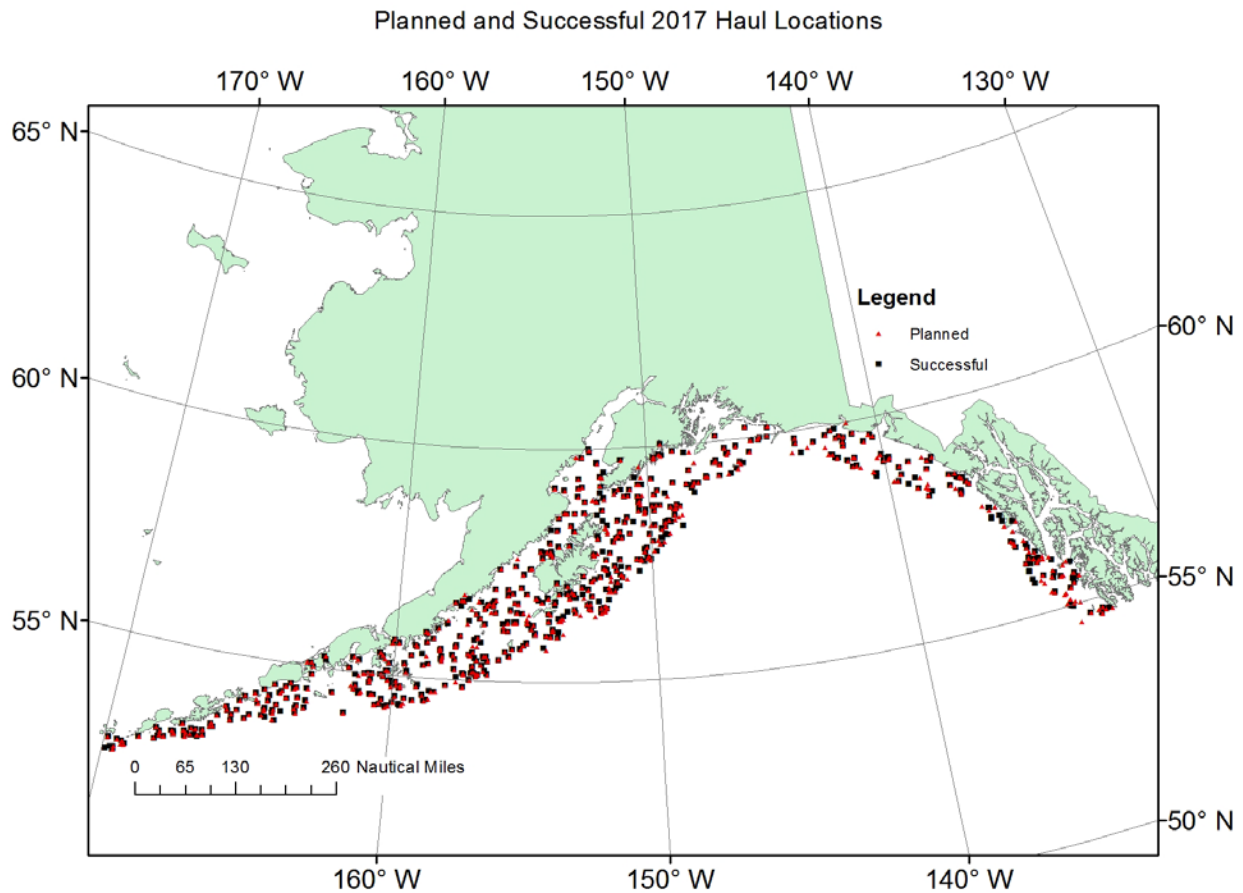 Planned and Successful 2017 Haul Locations
170° W 160° W 150° W 140° W 130° W
65° N
60° N
60° N
55° N
55° N
50° N
Legend
Planned
Successful
0 65 130 260 Nautical Miles
160° W 150° W 140° W